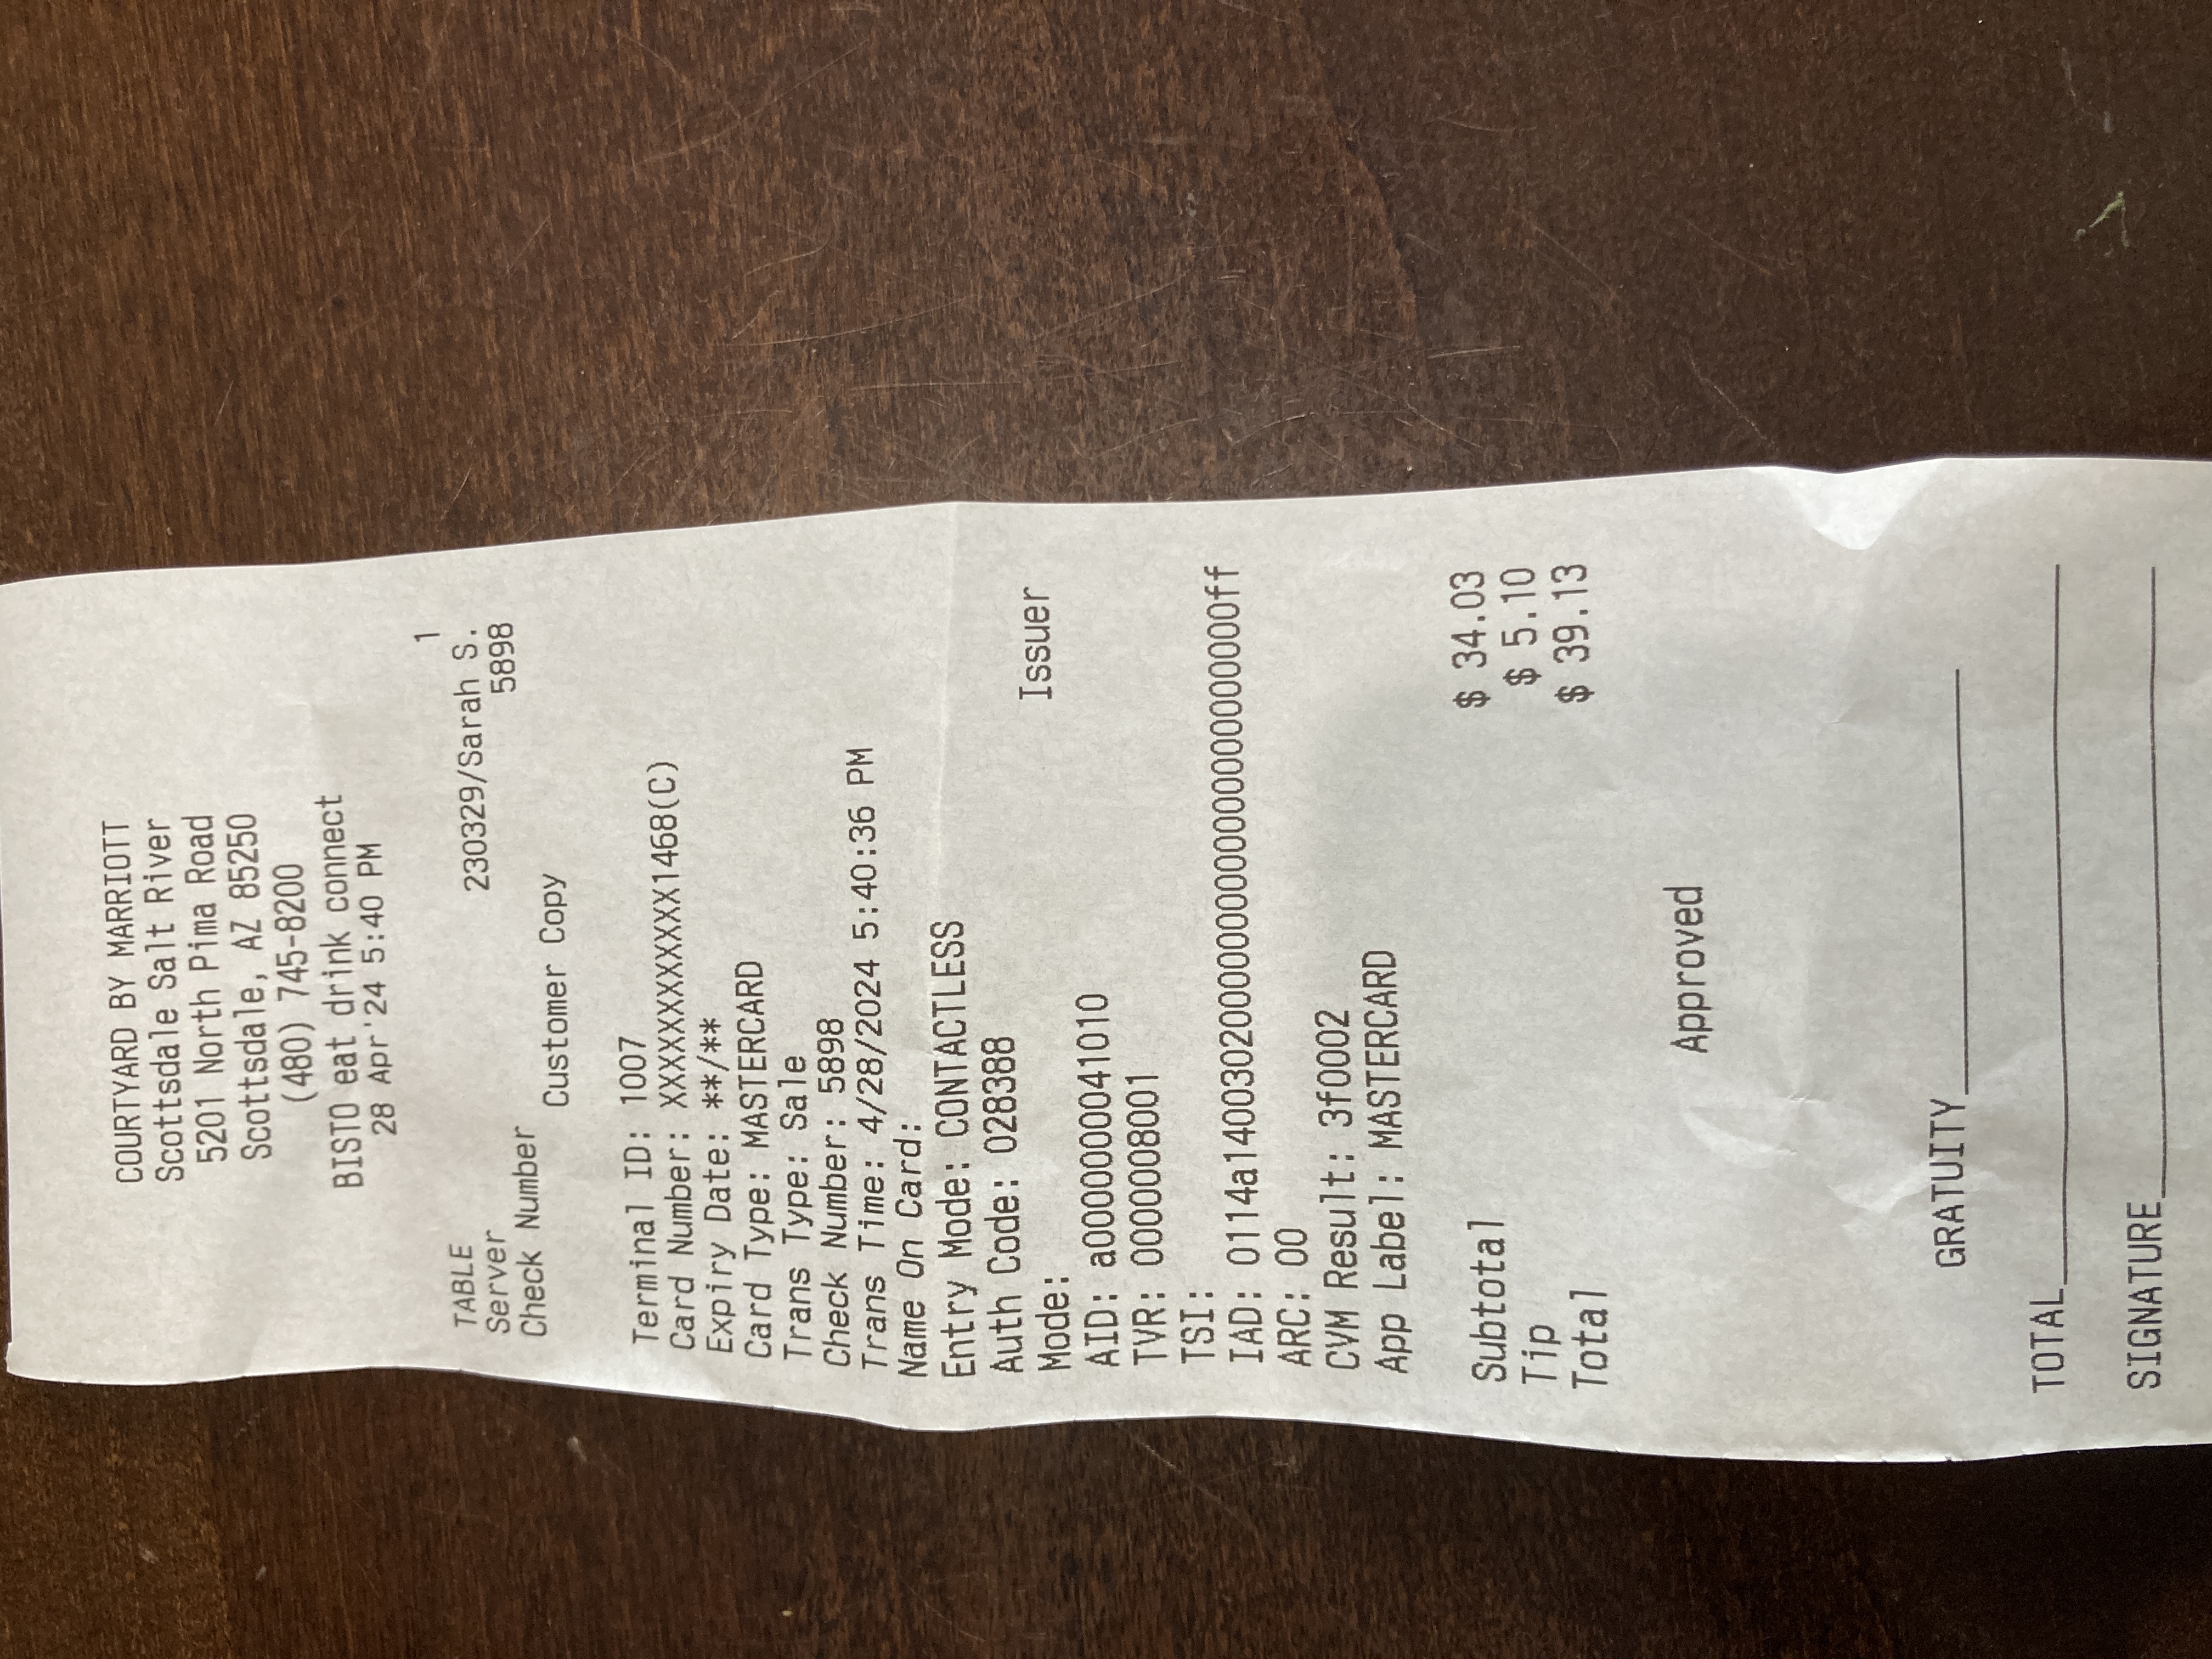 COURTYARD BY MARRIOTT
Scottsdale Salt River
5201 North Pima Road
Scottsdale, AZ 85250
(480) 745-8200
BISTO eat drink connect
28 Apr'24 5:40 PM
TABLE 1
Server 230329/Sarah S.
Check Number 5898
Customer Copy
Terminal ID: 1007
Card Number: XXXXXXXXXXXX1468(C)
Expiry Date: **/**
Card Type: MASTERCARD
Trans Type: Sale
Check Number: 5898
Trans Time: 4/28/2024 5:40:36 PM
Name On Card:
Entry Mode: CONTACTLESS
Auth Code: 028388
Mode: Issuer
AID: a0000000041010
TVR: 0000008001
TSI:
IAD: 0114a14003020000000000000000000000ff
ARC: 00
CVM Result: 3f0002
App Label: MASTERCARD
Subtotal $ 34.03
Tip $ 5.10
Total $ 39.13
Approved
GRATUITY
TOTAL
SIGNATURE